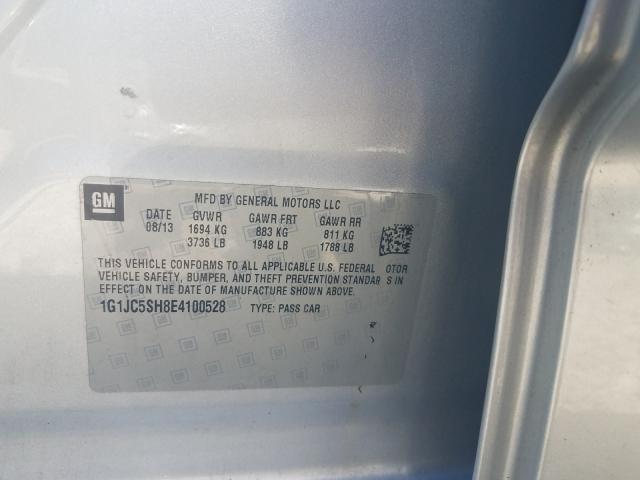 GM
MFD BY GENERAL MOTORS LLC
DATE GVWR GAWR FRT GAWR RR
08/13 1694 KG 883 KG 811 KG
3736 LB 1948 LB 1788 LB
THIS VEHICLE CONFORMS TO ALL APPLICABLE U.S. FEDERAL OTOR
VEHICLE SAFETY, BUMPER, AND THEFT PREVENTION STANDAR S IN
EFFECT ON THE DATE OF MANUFACTURE SHOWN ABOVE.
1G1JC5SH8E4100528 TYPE: PASS CAR